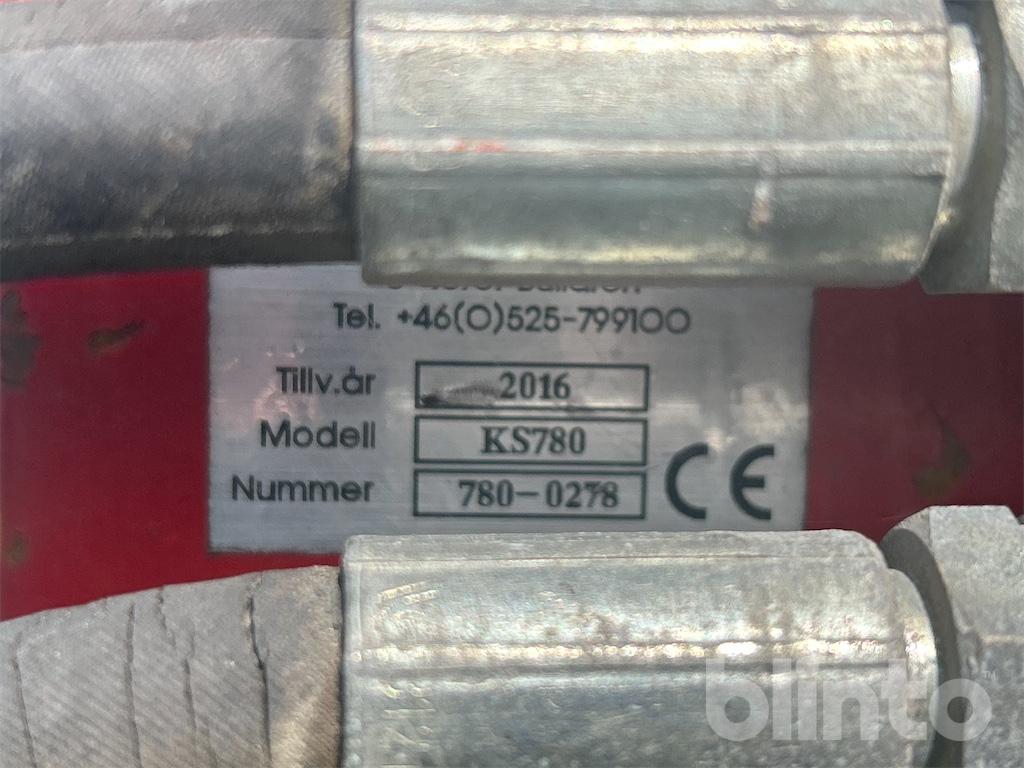 Tel. +46(0)525-799100
Tillv.år 2016
Modell KS780
Nummer 780-0278
CE
blinto